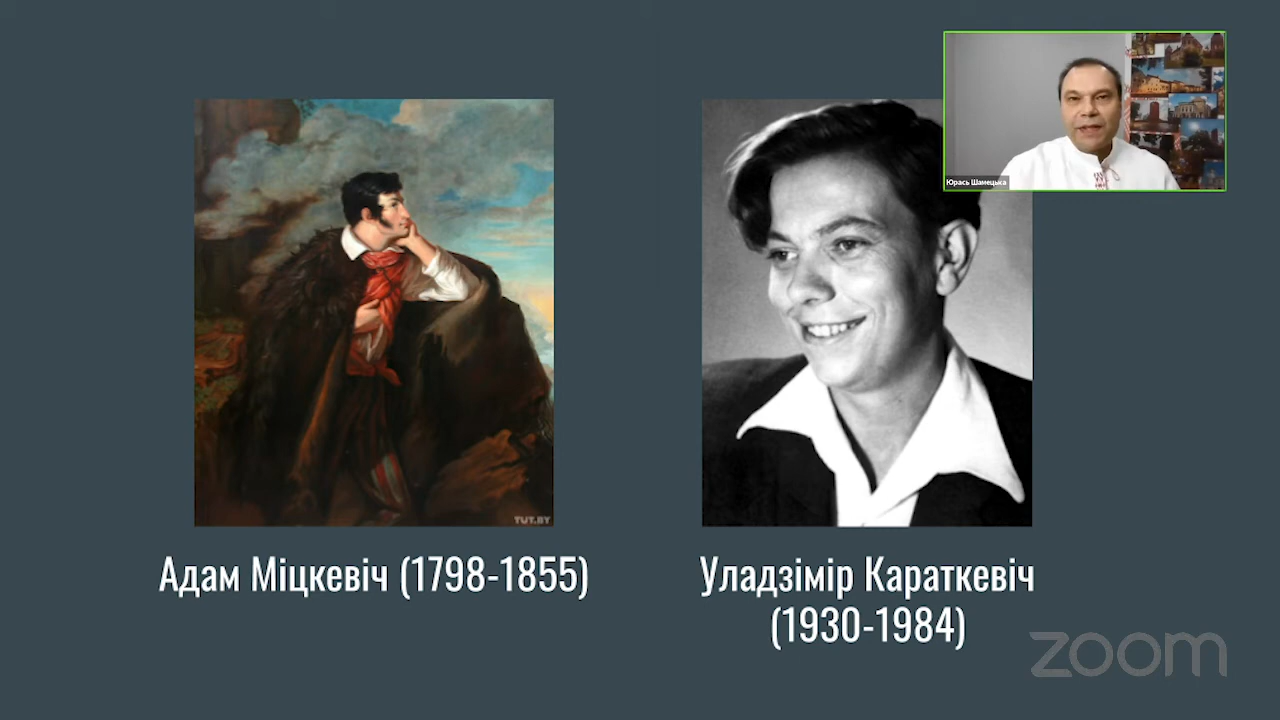 Юрась Шамецька
TUT.BY
Адам Міцкевіч (1798-1855)
Уладзімір Караткевіч
(1930-1984)
zoom